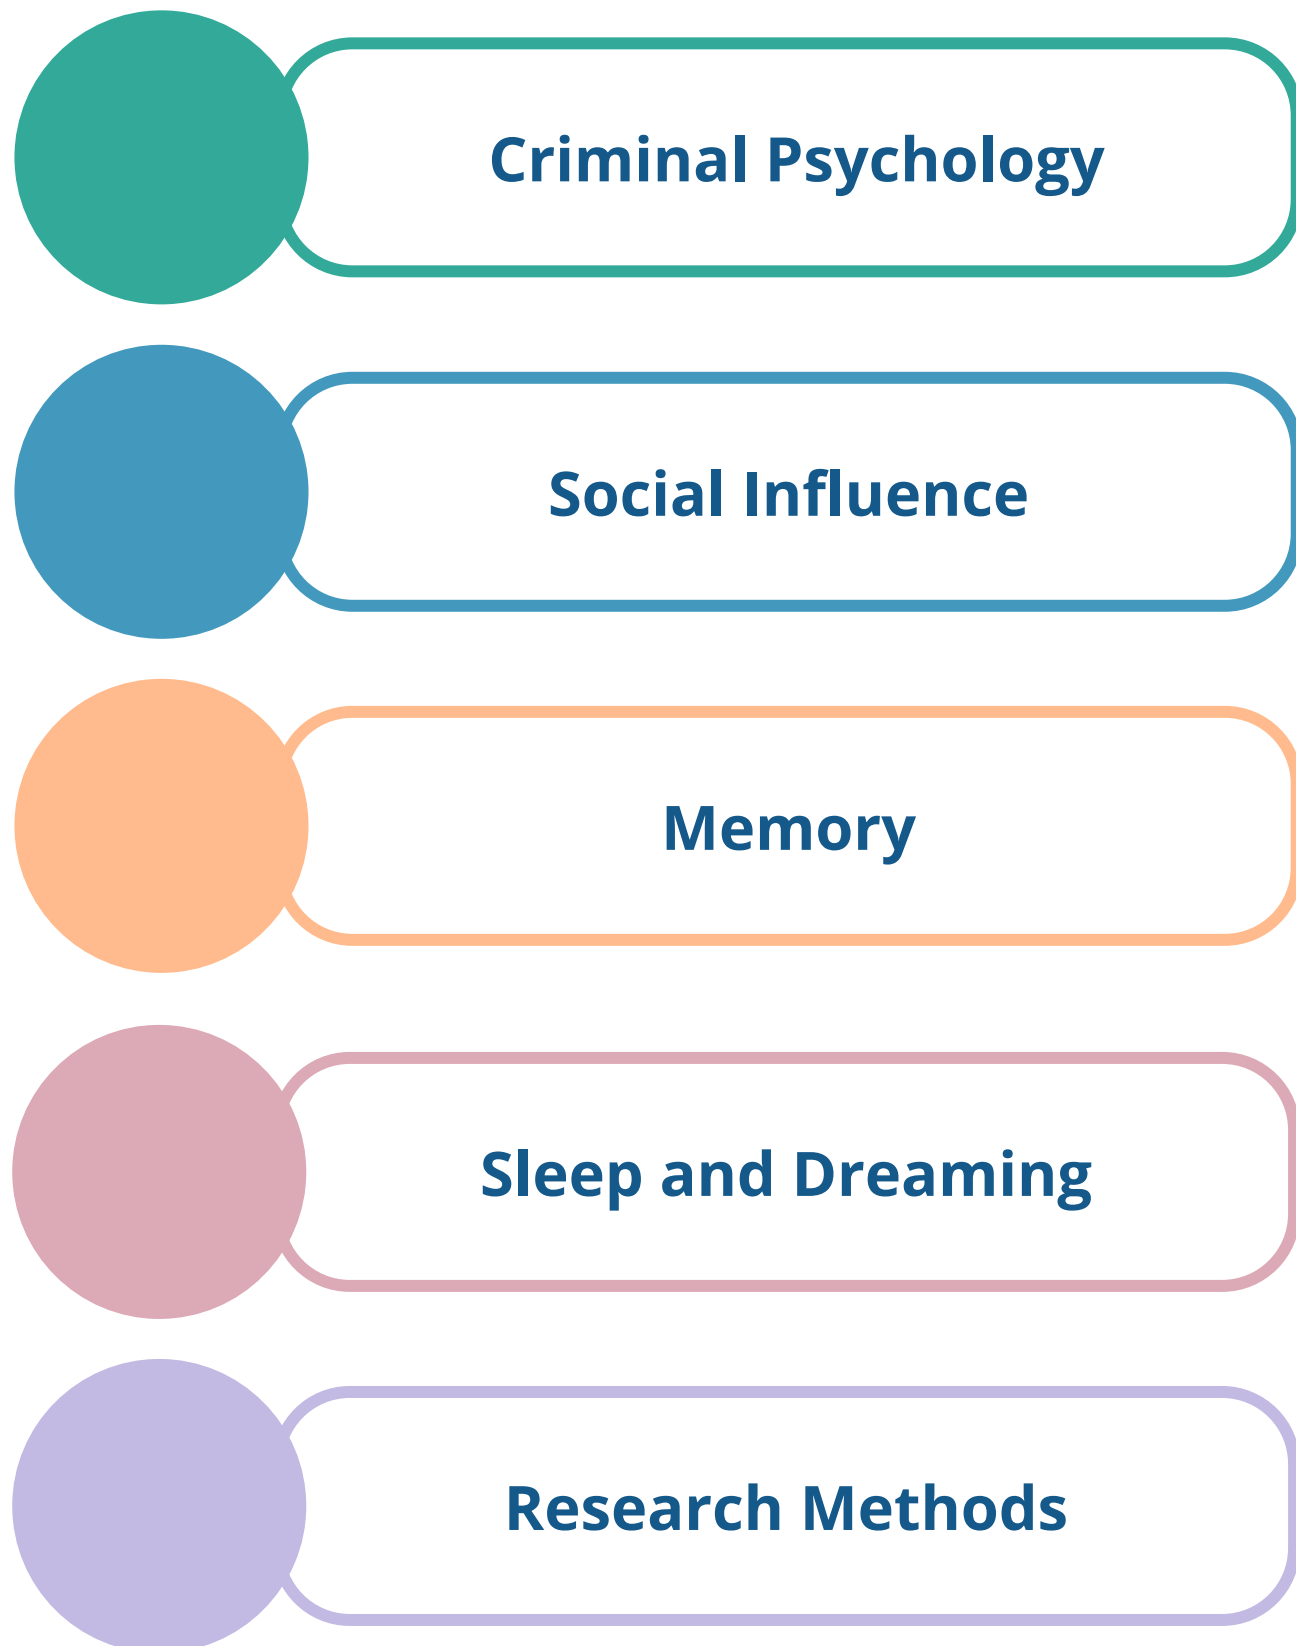 Criminal Psychology
Social Influence
Memory
Sleep and Dreaming
Research Methods